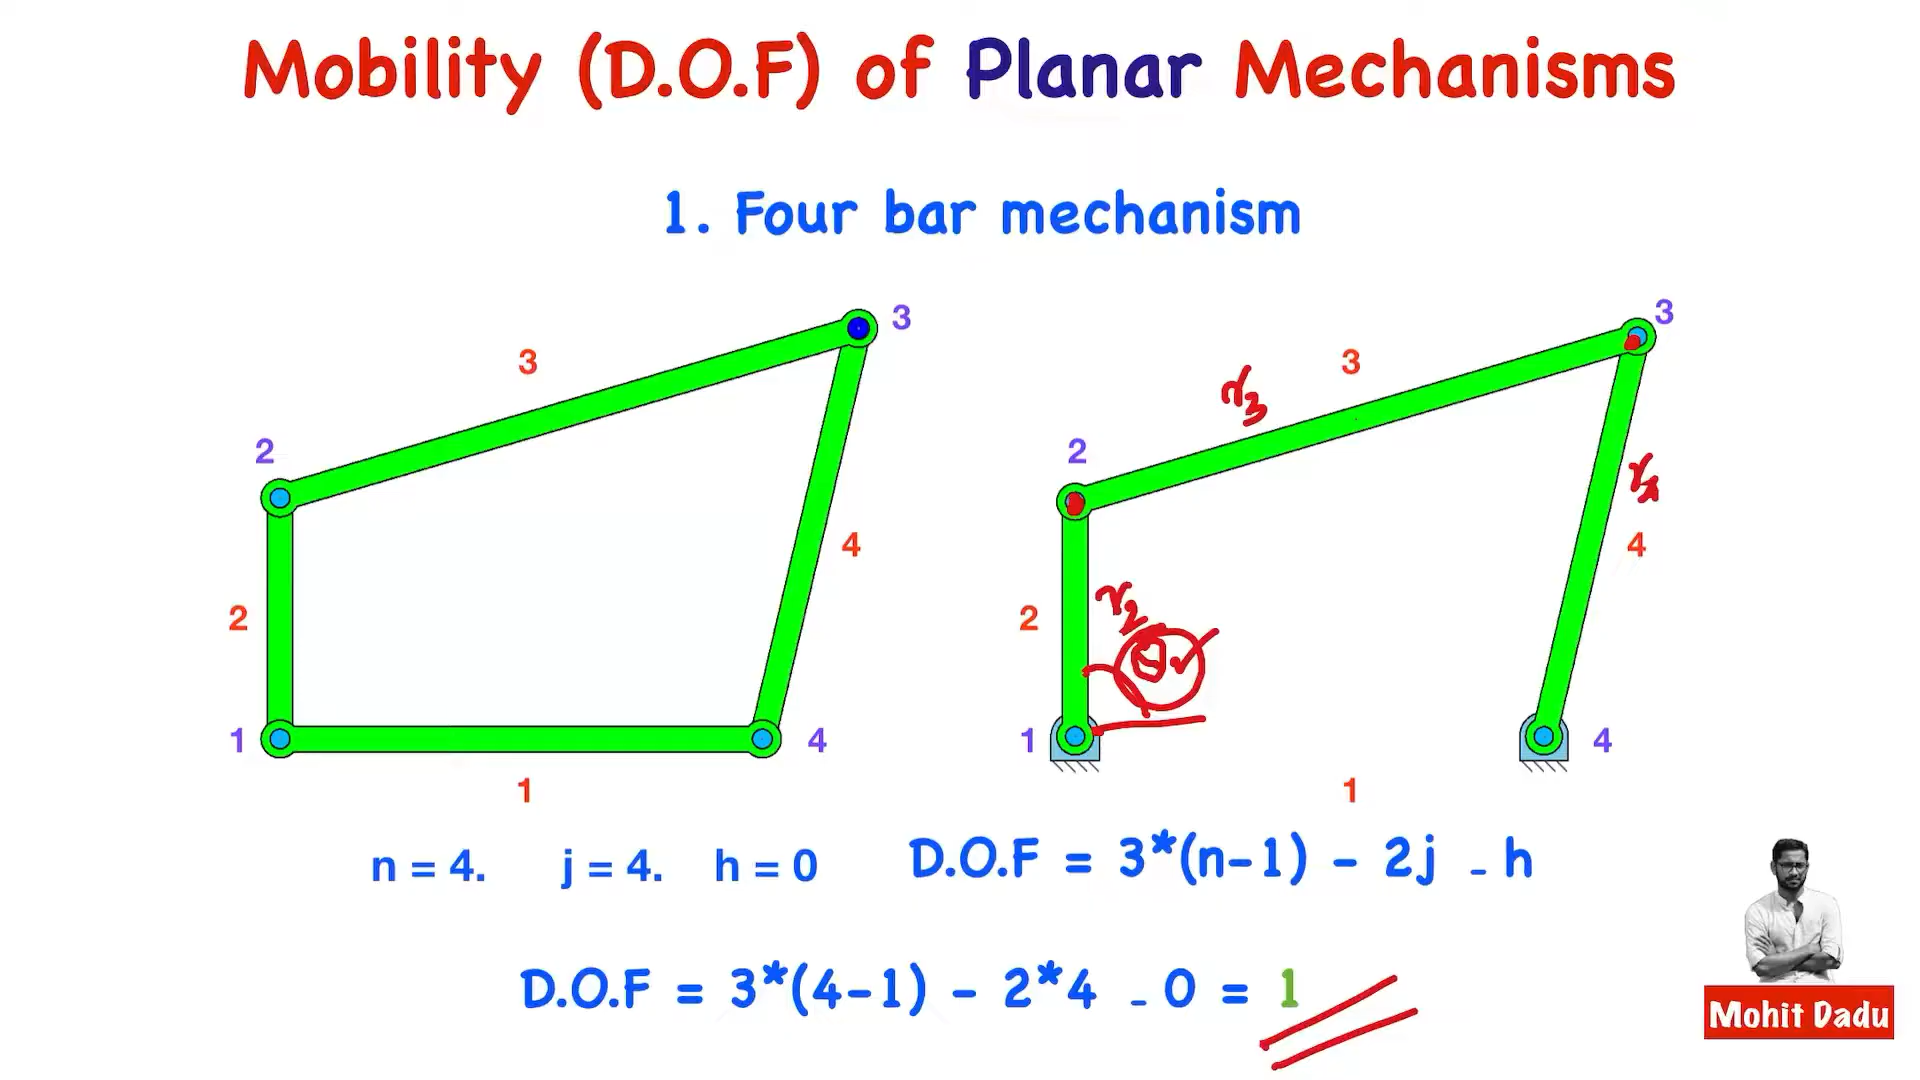 Mobility (D.O.F) of Planar Mechanisms
1. Four bar mechanism
3
3
2
4
2
1
4
1
3
3
r3
2
4
r2
2
1
4
1
n = 4. j = 4. h = 0
D.O.F = 3*(n-1) - 2j - h
D.O.F = 3*(4-1) - 2*4 - 0 = 1
Mohit Dadu